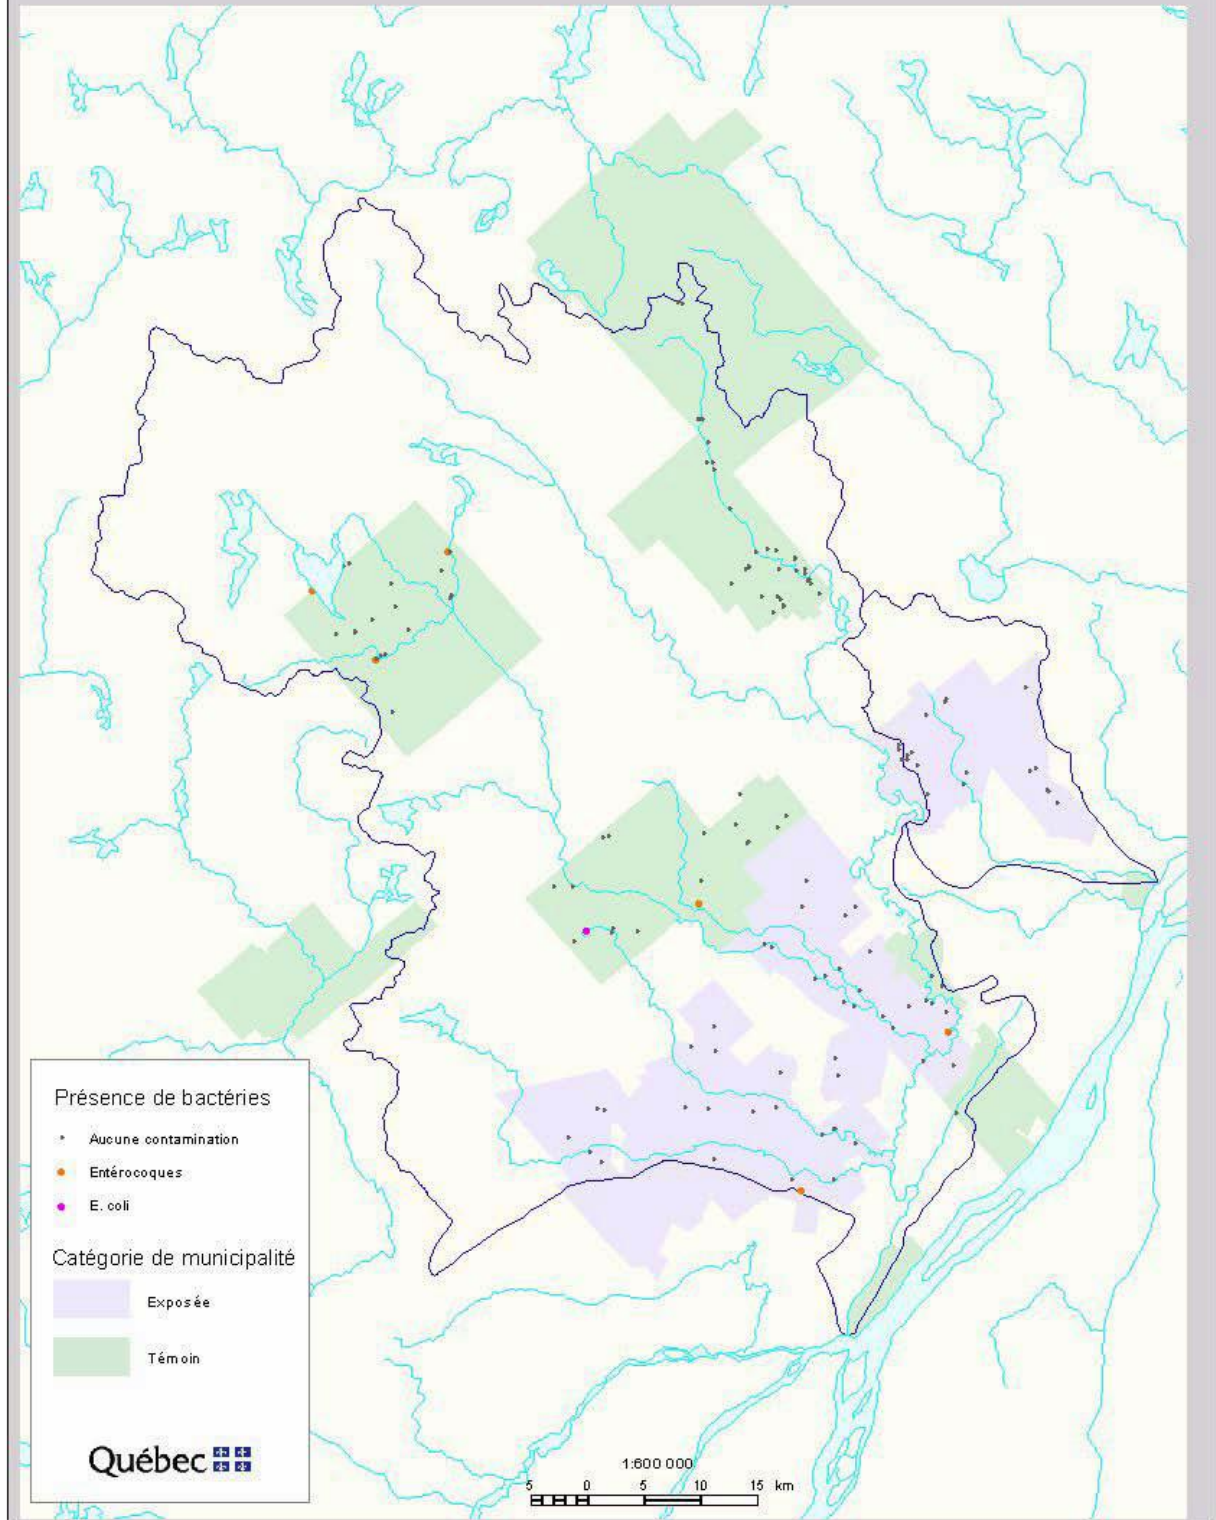 Présence de bactéries
Aucune contamination
Entérocoques
E. coli
Catégorie de municipalité
Exposée
Témoin
Québec
1:600 000
5 0 5 10 15 km